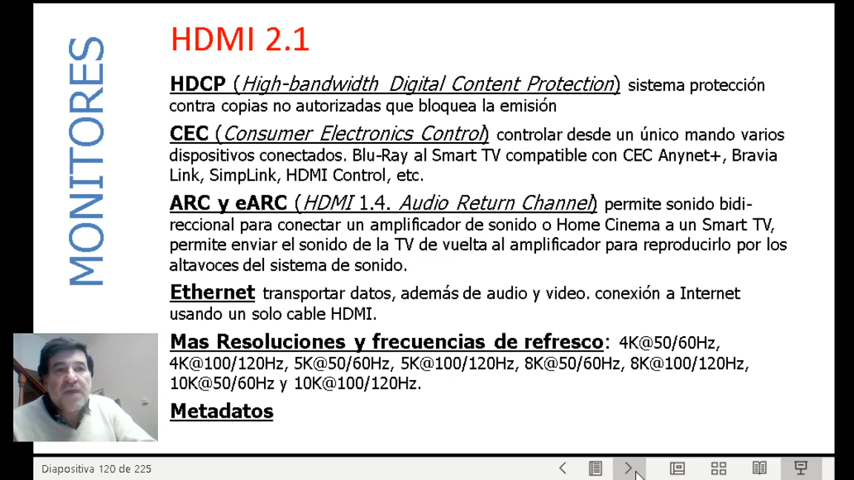 MONITORES
HDMI 2.1
HDCP (High-bandwidth Digital Content Protection) sistema protección
contra copias no autorizadas que bloquea la emisión
CEC (Consumer Electronics Control) controlar desde un único mando varios
dispositivos conectados. Blu-Ray al Smart TV compatible con CEC Anynet+, Bravia
Link, SimpLink, HDMI Control, etc.
ARC y eARC (HDMI 1.4. Audio Return Channel) permite sonido bidi-
reccional para conectar un amplificador de sonido o Home Cinema a un Smart TV,
permite enviar el sonido de la TV de vuelta al amplificador para reproducirlo por los
altavoces del sistema de sonido.
Ethernet transportar datos, además de audio y video. conexión a Internet
usando un solo cable HDMI.
Mas Resoluciones y frecuencias de refresco: 4K@50/60Hz,
4K@100/120Hz, 5K@50/60Hz, 5K@100/120Hz, 8K@50/60Hz, 8K@100/120Hz,
10K@50/60Hz y 10K@100/120Hz.
Metadatos
Diapositiva 120 de 225